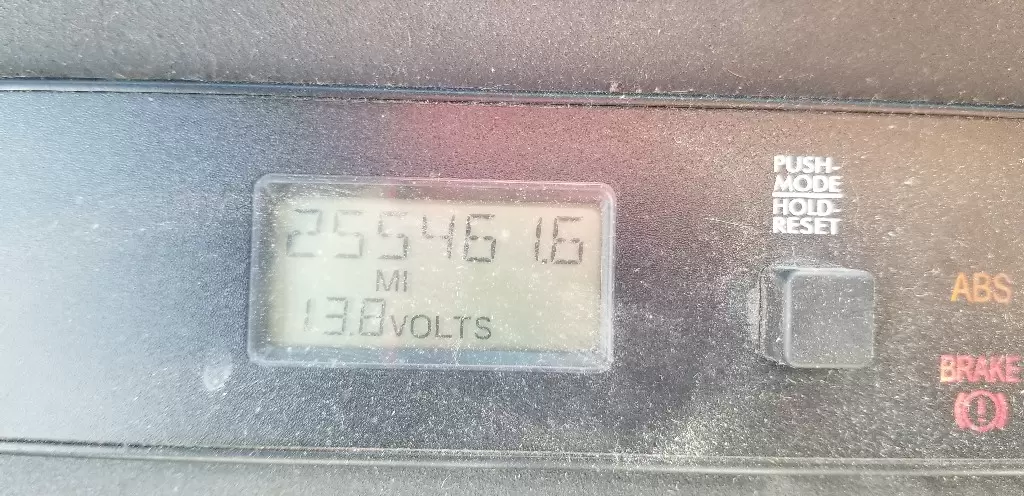 PUSH-
MODE
HOLD-
RESET
255461.6
MI
13.8 VOLTS
ABS
BRAKE
(!)